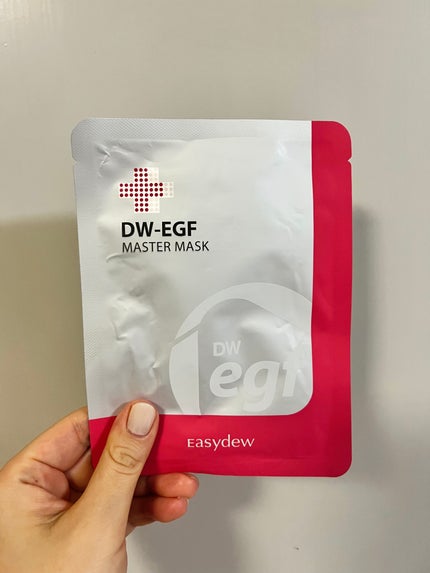 DW-EGF
MASTER MASK
DW
egf
Easydew